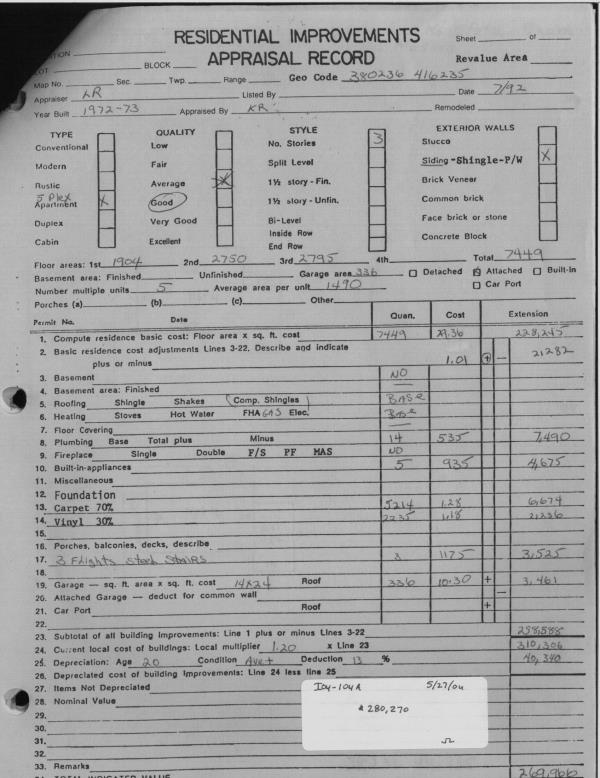 RESIDENTIAL IMPROVEMENTS
APPRAISAL RECORD
Sheet ___ of ___
BLOCK
Revalue Area
Map No. Sec. Twp. Range Geo Code 380236 416235
Appraiser KR Listed By Date 7/92
Year Built 1972-73 Appraised By KR Remodeled
TYPE QUALITY STYLE EXTERIOR WALLS
Conventional Low No. Stories 3 Stucco
Modern Fair Split Level Siding-Shingle-P/W X
Rustic Average X 1½ story - Fin. Brick Veneer
5 Plex
Apartment X Good 1½ story - Unfin. Common brick
Duplex Very Good Bi-Level Face brick or stone
Inside Row
Cabin Excellent End Row Concrete Block
Floor areas: 1st 1904 2nd 2750 3rd 2795 4th Total 7449
Basement area: Finished Unfinished Garage area 336 Detached Attached Built-in
Number multiple units 5 Average area per unit 1490 Car Port
Porches (a) (b) (c) Other
Permit No. Date Quan. Cost Extension
1. Compute residence basic cost: Floor area x sq. ft. cost 7449 29.36
2. Basic residence cost adjustments Lines 3-22. Describe and indicate
plus or minus 1.01 + - 21282
3. Basement NO
4. Basement area: Finished
5. Roofing Shingle Shakes (Comp. Shingles) BASE
6. Heating Stoves Hot Water FHA GAS Elec. BASE
7. Floor Covering
8. Plumbing Base Total plus Minus 14 535 7,490
9. Fireplace Single Double F/S PF MAS NO
10. Built-in-appliances 5 935 4,675
11. Miscellaneous
12. Foundation
13. Carpet 70% 5214 1.28 6,674
14. Vinyl 30% 2235 1.18
15.
16. Porches, balconies, decks, describe
17. 3 Flights Stairs 3 1175 3,525
18.
19. Garage — sq. ft. area x sq. ft. cost 14x24 Roof 336 10.30 + 3,461
20. Attached Garage — deduct for common wall -
21. Car Port Roof +
22.
23. Subtotal of all building improvements: Line 1 plus or minus Lines 3-22 258,588
24. Current local cost of buildings: Local multiplier 1.20 x Line 23 310,306
25. Depreciation: Age 20 Condition Ave+ Deduction 13 % 40,340
26. Depreciated cost of building improvements: Line 24 less line 25
27. Items Not Depreciated
28. Nominal Value
29.
30.
31.
32.
33. Remarks
104-104A 5/27/04
280,270
269,966